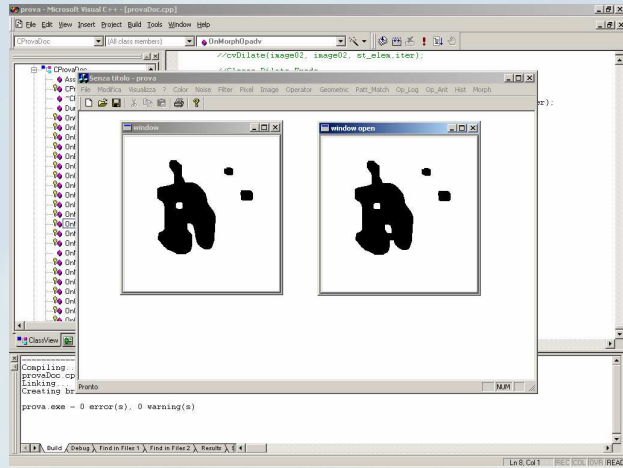 prova - Microsoft Visual C++ - [provaDoc.cpp]
File Edit View Insert Project Build Tools Window Help
CProvaDoc
(All class members)
OnMorphOpadv
//cvDilate(image02, image02, st_elem,iter);
CProvaDoc
Senza titolo - prova
File Modifica Visualizza ? Color Noise Filter Pixel Image Operator Geometric Patt_Match Op_Log Op_Arit Hist Morph
window
window open
ClassView
Pronto
NUM
Compiling...
provaDoc.cp
Linking...
Creating br
prova.exe - 0 error(s), 0 warning(s)
Build Debug Find in Files 1 Find in Files 2 Results
Ln 8, Col 1 REC COL OVR READ